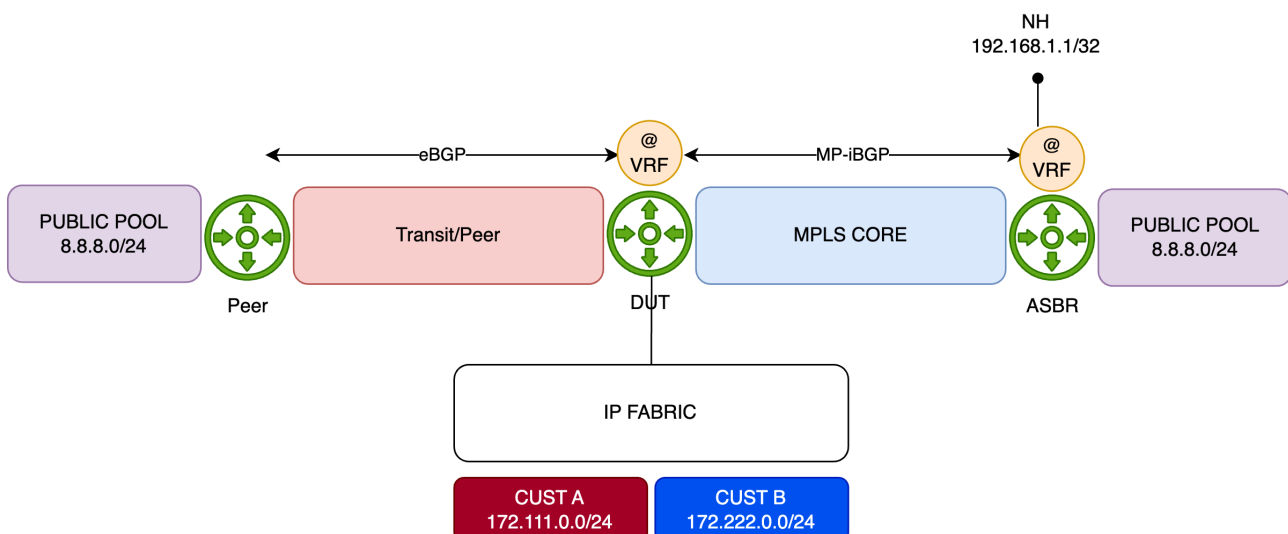 NH
192.168.1.1/32
@
VRF
@
VRF
eBGP
MP-iBGP
PUBLIC POOL
8.8.8.0/24
Transit/Peer
MPLS CORE
PUBLIC POOL
8.8.8.0/24
Peer
DUT
ASBR
IP FABRIC
CUST A
172.111.0.0/24
CUST B
172.222.0.0/24